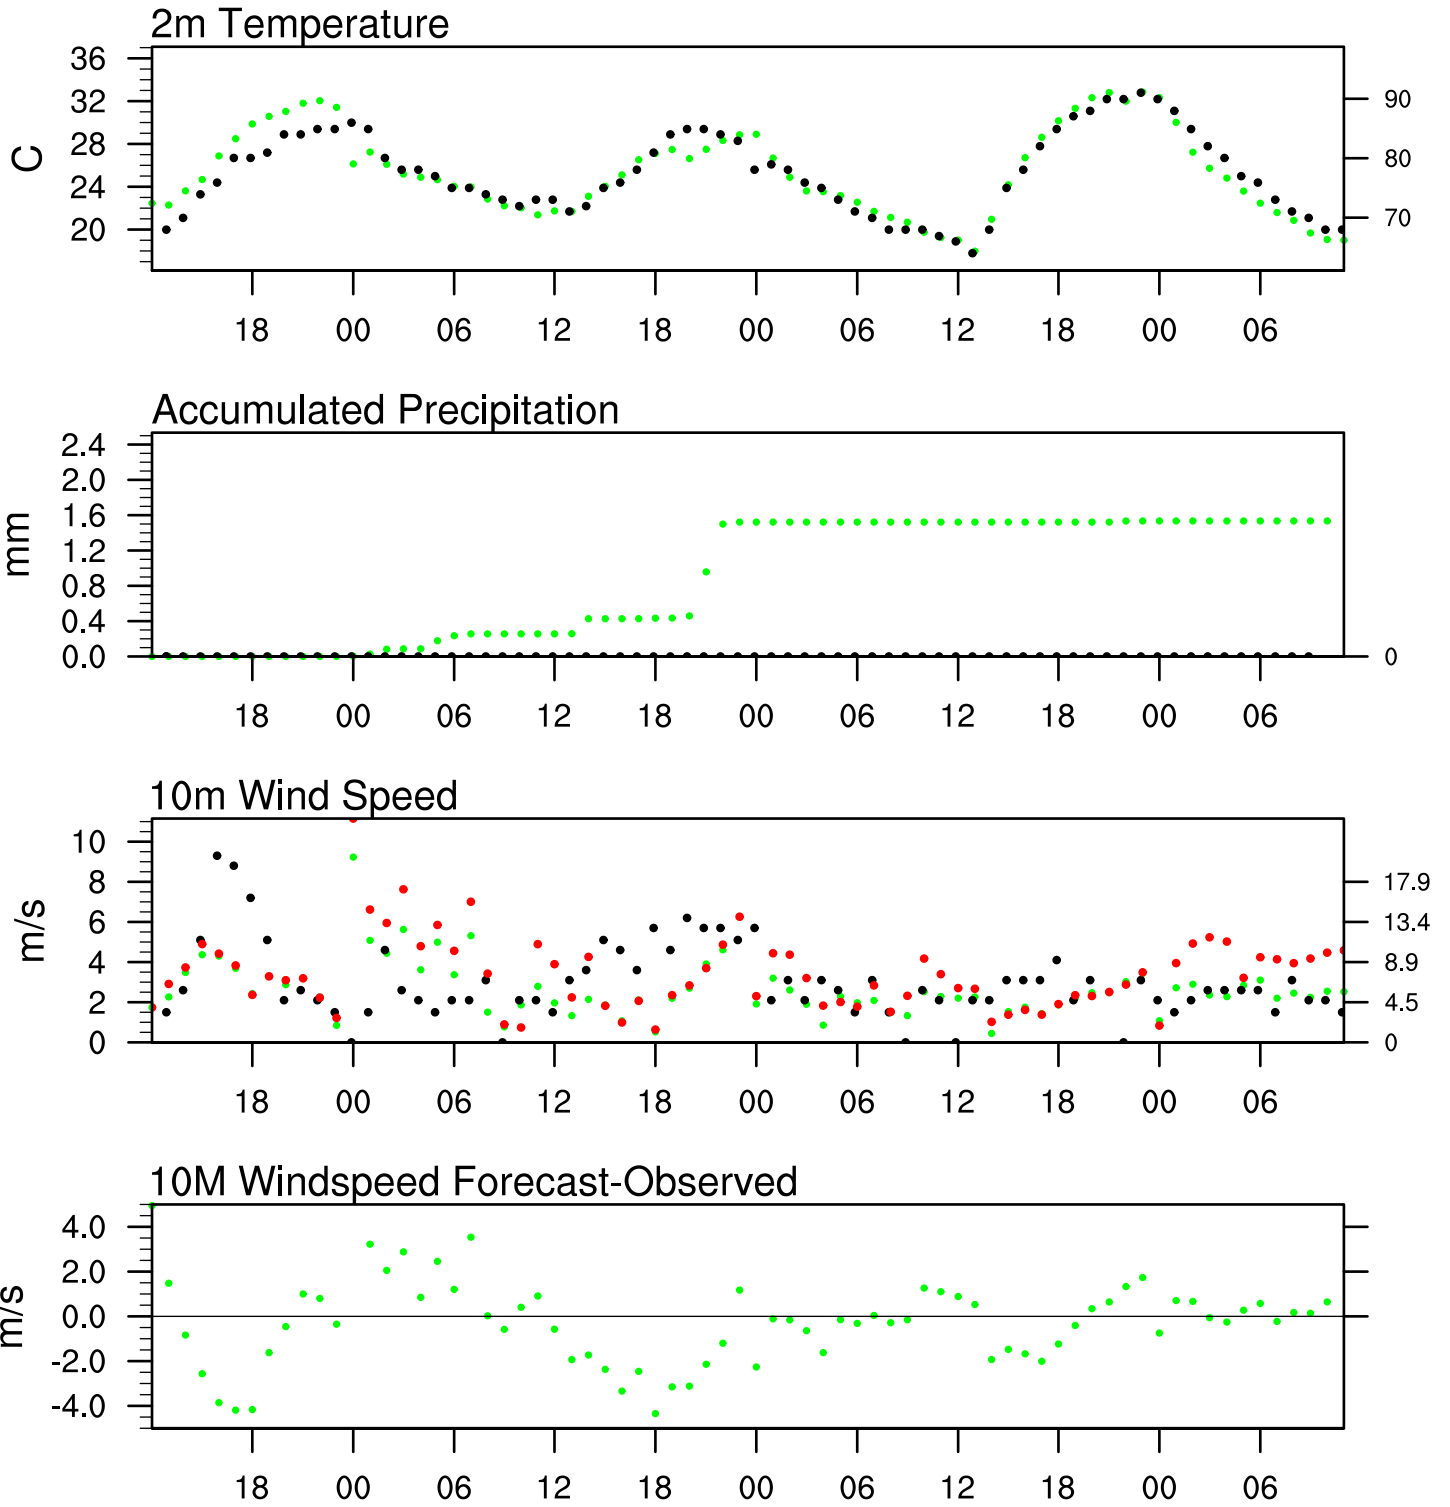 2m Temperature
36
32
28
24
20
C
90
80
70
18 00 06 12 18 00 06 12 18 00 06
Accumulated Precipitation
2.4
2.0
1.6
1.2
0.8
0.4
0.0
mm
0
18 00 06 12 18 00 06 12 18 00 06
10m Wind Speed
10
8
6
4
2
0
m/s
17.9
13.4
8.9
4.5
0
18 00 06 12 18 00 06 12 18 00 06
10M Windspeed Forecast-Observed
4.0
2.0
0.0
-2.0
-4.0
m/s
18 00 06 12 18 00 06 12 18 00 06